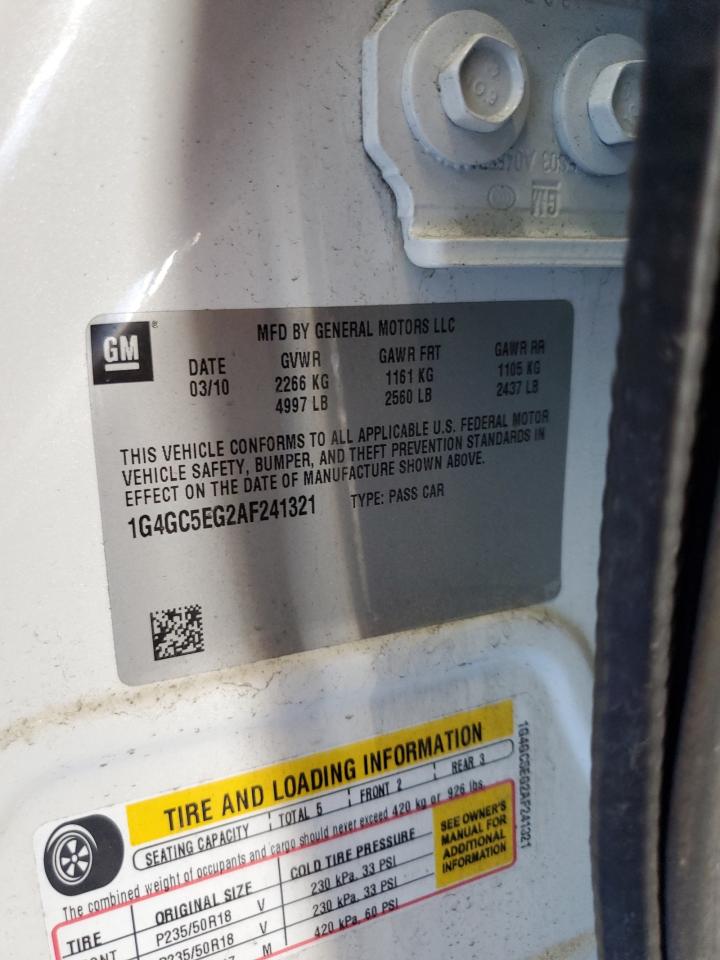 GM
MFD BY GENERAL MOTORS LLC
DATE GVWR GAWR FRT GAWR RR
03/10 2266 KG 1161 KG 1105 KG
4997 LB 2560 LB 2437 LB
THIS VEHICLE CONFORMS TO ALL APPLICABLE U.S. FEDERAL MOTOR
VEHICLE SAFETY, BUMPER, AND THEFT PREVENTION STANDARDS IN
EFFECT ON THE DATE OF MANUFACTURE SHOWN ABOVE.
1G4GC5EG2AF241321 TYPE: PASS CAR
TIRE AND LOADING INFORMATION
SEATING CAPACITY TOTAL 5 FRONT 2 REAR 3
The combined weight of occupants and cargo should never exceed 420 kg or 926 lbs.
TIRE ORIGINAL SIZE COLD TIRE PRESSURE
P235/50R18 V 230 kPa, 33 PSI
P235/50R18 V 230 kPa, 33 PSI
M 420 kPa, 60 PSI
SEE OWNER'S
MANUAL FOR
ADDITIONAL
INFORMATION
1G4GC5EG2AF241321